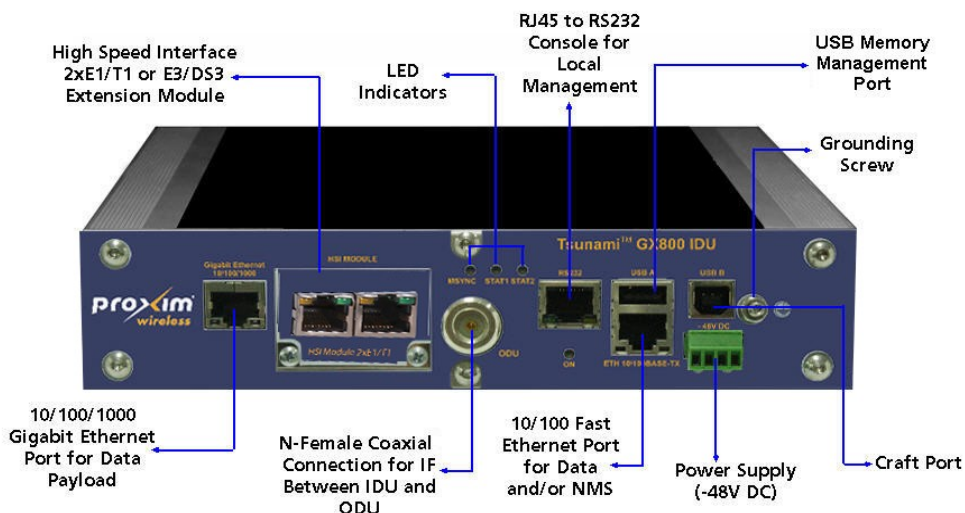 High Speed Interface
2xE1/T1 or E3/DS3
Extension Module
LED
Indicators
RJ45 to RS232
Console for
Local
Management
USB Memory
Management
Port
Grounding
Screw
Tsunami™ GX800 IDU
Gigabit Ethernet
10/100/1000
HSI MODULE
MSYNC STAT1 STAT2
RS232
USB A
USB B
proxim
wireless
-48V DC
HSI Module 2xE1/T1
ODU
ON
ETH 10/100BASE-TX
10/100/1000
Gigabit Ethernet
Port for Data
Payload
N-Female Coaxial
Connection for IF
Between IDU and
ODU
10/100 Fast
Ethernet Port
for Data
and/or NMS
Power Supply
(-48V DC)
Craft Port